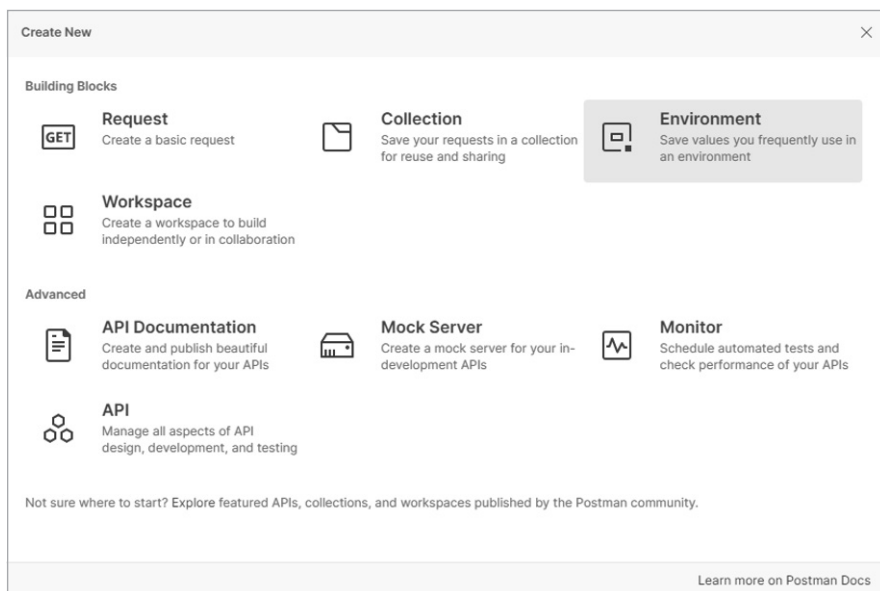 Create New
Building Blocks
GET
Request
Create a basic request
Collection
Save your requests in a collection
for reuse and sharing
Environment
Save values you frequently use in
an environment
Workspace
Create a workspace to build
independently or in collaboration
Advanced
API Documentation
Create and publish beautiful
documentation for your APIs
Mock Server
Create a mock server for your in-
development APIs
Monitor
Schedule automated tests and
check performance of your APIs
API
Manage all aspects of API
design, development, and testing
Not sure where to start? Explore featured APIs, collections, and workspaces published by the Postman community.
Learn more on Postman Docs